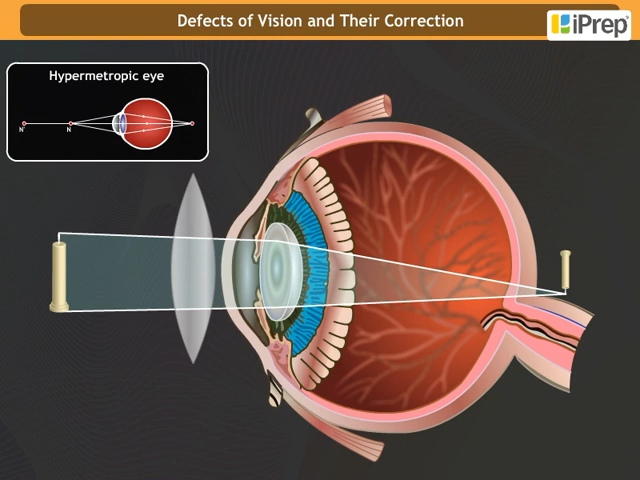 Defects of Vision and Their Correction
iPrep
Hypermetropic eye
N'
N